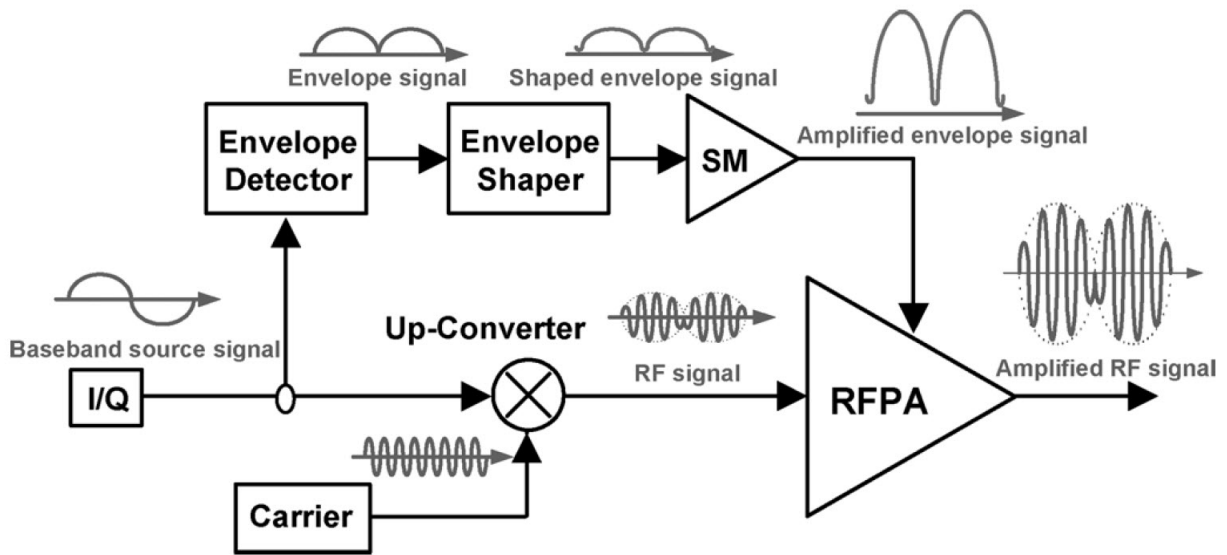 Envelope signal
Shaped envelope signal
Amplified envelope signal
Envelope
Detector
Envelope
Shaper
SM
Baseband source signal
I/Q
Up-Converter
RF signal
RFPA
Amplified RF signal
Carrier